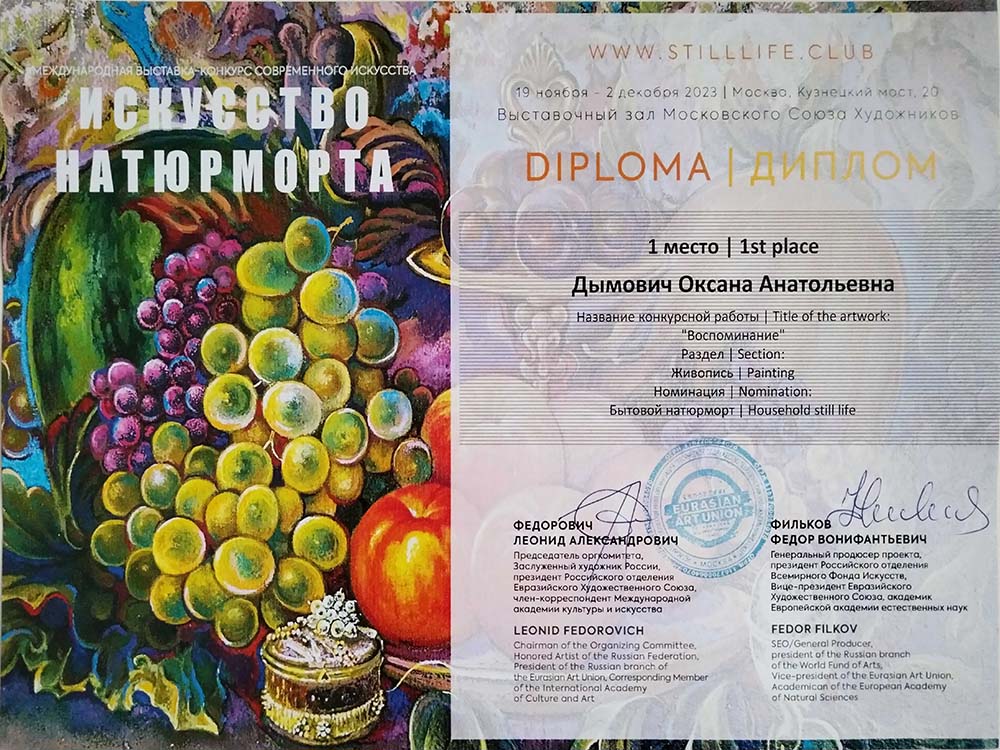 МЕЖДУНАРОДНАЯ ВЫСТАВКА-КОНКУРС СОВРЕМЕННОГО ИСКУССТВА
ИСКУССТВО
НАТЮРМОРТА
WWW.STILLLIFE.CLUB
19 ноября - 2 декабря 2023 | Москва, Кузнецкий мост, 20
Выставочный зал Московского Союза Художников
DIPLOMA | ДИПЛОМ
1 место | 1st place
Дымович Оксана Анатольевна
Название конкурсной работы | Title of the artwork:
"Воспоминание"
Раздел | Section:
Живопись | Painting
Номинация | Nomination:
Бытовой натюрморт | Household still life
EURASIAN
ART UNION
ФЕДОРОВИЧ
ЛЕОНИД АЛЕКСАНДРОВИЧ
Председатель оргкомитета,
Заслуженный художник России,
президент Российского отделения
Евразийского Художественного Союза,
член-корреспондент Международной
академии культуры и искусства
LEONID FEDOROVICH
Chairman of the Organizing Committee,
Honored Artist of the Russian Federation,
President of the Russian branch of
the Eurasian Art Union, Corresponding Member
of the International Academy
of Culture and Art
ФИЛЬКОВ
ФЕДОР ВОНИФАНТЬЕВИЧ
Генеральный продюсер проекта,
президент Российского отделения
Всемирного Фонда Искусств,
Вице-президент Евразийского
Художественного Союза, академик
Европейской академии естественных наук
FEDOR FILKOV
SEO/General Producer,
president of the Russian branch
of the World Fund of Arts,
Vice-president of the Eurasian Art Union,
Academican of the European Academy
of Natural Sciences